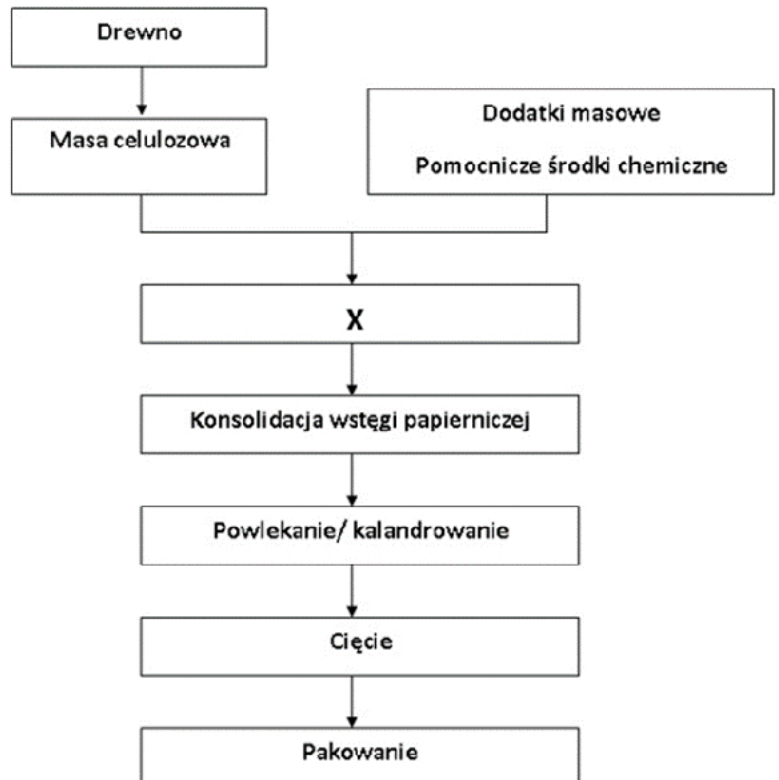 Drewno
Masa celulozowa
Dodatki masowe
Pomocnicze środki chemiczne
X
Konsolidacja wstęgi papierniczej
Powlekanie/ kalandrowanie
Cięcie
Pakowanie